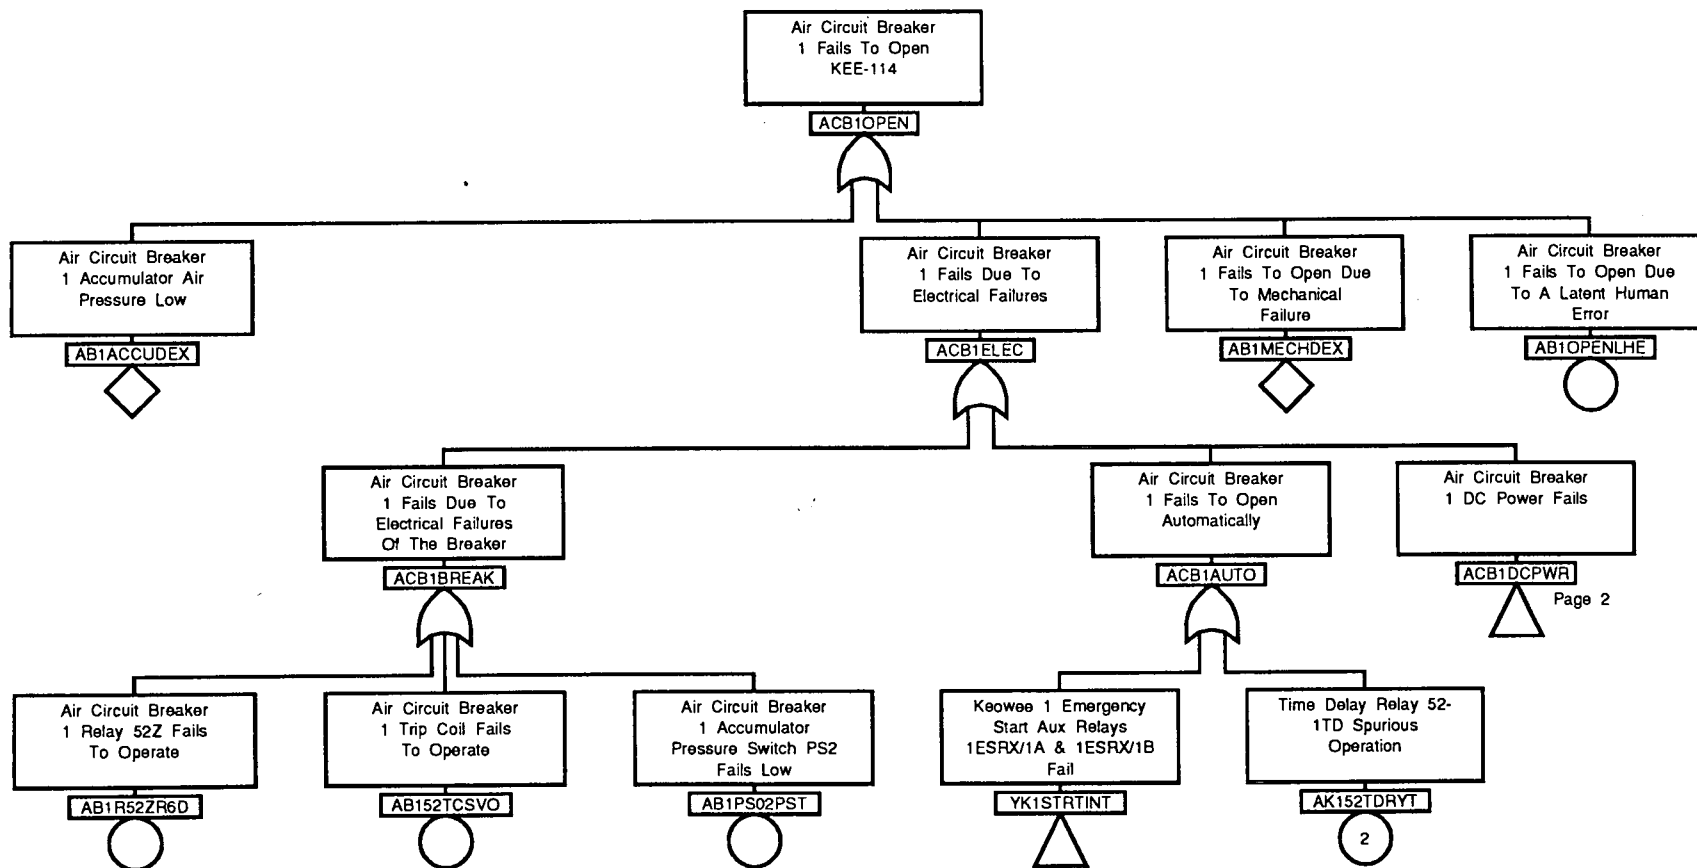 Air Circuit Breaker
1 Fails To Open
KEE-114
ACB1OPEN
Air Circuit Breaker
1 Accumulator Air
Pressure Low
AB1ACCUDEX
Air Circuit Breaker
1 Fails Due To
Electrical Failures
ACB1ELEC
Air Circuit Breaker
1 Fails To Open Due
To Mechanical
Failure
AB1MECHDEX
Air Circuit Breaker
1 Fails To Open Due
To A Latent Human
Error
AB1OPENLHE
Air Circuit Breaker
1 Fails Due To
Electrical Failures
Of The Breaker
ACB1BREAK
Air Circuit Breaker
1 Fails To Open
Automatically
ACB1AUTO
Air Circuit Breaker
1 DC Power Fails
ACB1DCPWR
Page 2
Air Circuit Breaker
1 Relay 52Z Fails
To Operate
AB1R52ZR6D
Air Circuit Breaker
1 Trip Coil Fails
To Operate
AB152TCSVO
Air Circuit Breaker
1 Accumulator
Pressure Switch PS2
Fails Low
AB1PS02PST
Keowee 1 Emergency
Start Aux Relays
1ESRX/1A & 1ESRX/1B
Fail
YK1STRTINT
Time Delay Relay 52-
1TD Spurious
Operation
AK152TDRYT
2